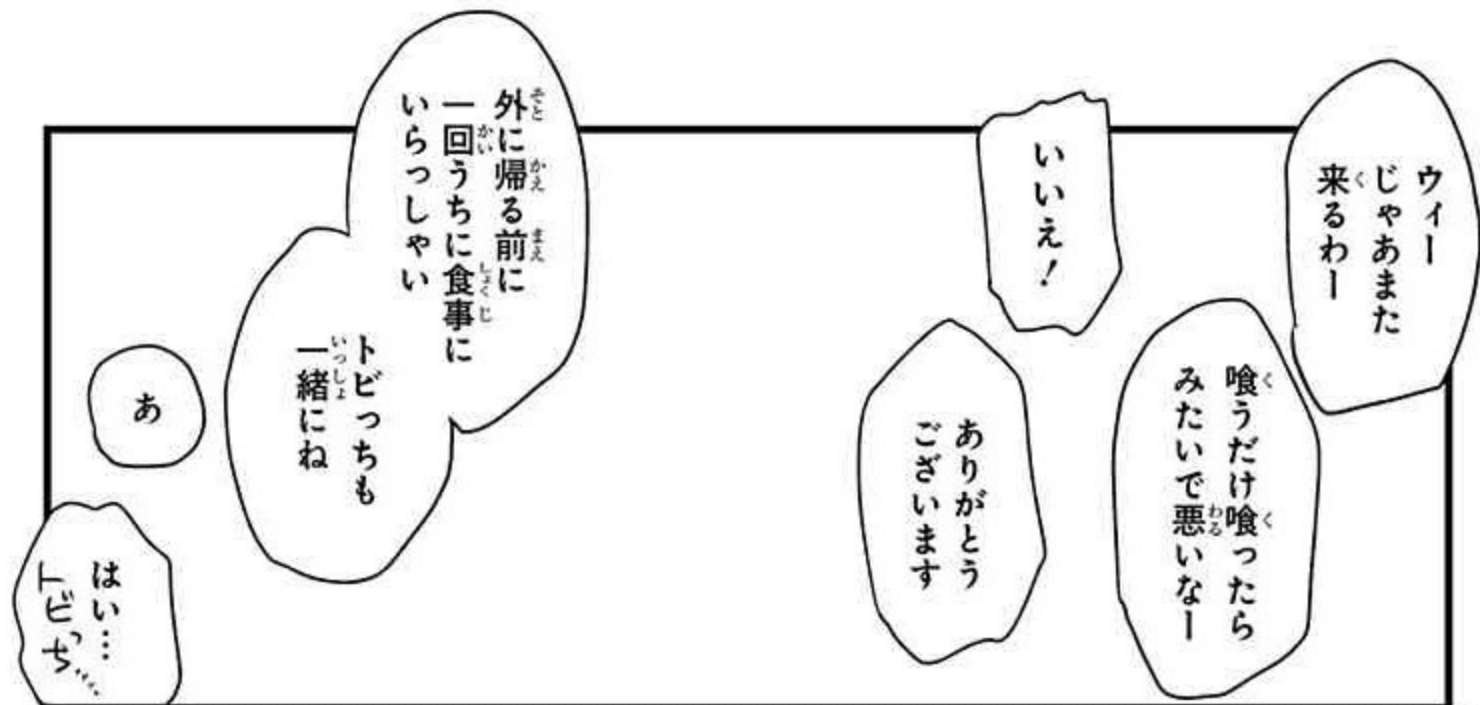 ウィー
じゃあまた
来るわー
喰うだけ喰ったら
みたいで悪いなー
いいえ！
ありがとう
ございます
外に帰る前に
一回うちに食事に
いらっしゃい
トビっちも
一緒にね
あ
はい…
トビっち…